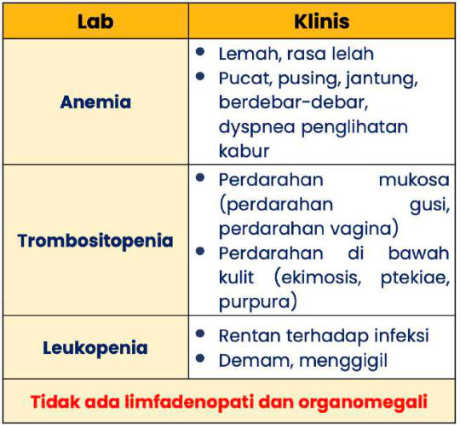 Lab Klinis
Anemia
• Lemah, rasa lelah
• Pucat, pusing, jantung,
berdebar-debar,
dyspnea penglihatan
kabur
Trombositopenia
• Perdarahan mukosa
(perdarahan gusi,
perdarahan vagina)
• Perdarahan di bawah
kulit (ekimosis, ptekiae,
purpura)
Leukopenia
• Rentan terhadap infeksi
• Demam, menggigil
Tidak ada limfadenopati dan organomegali